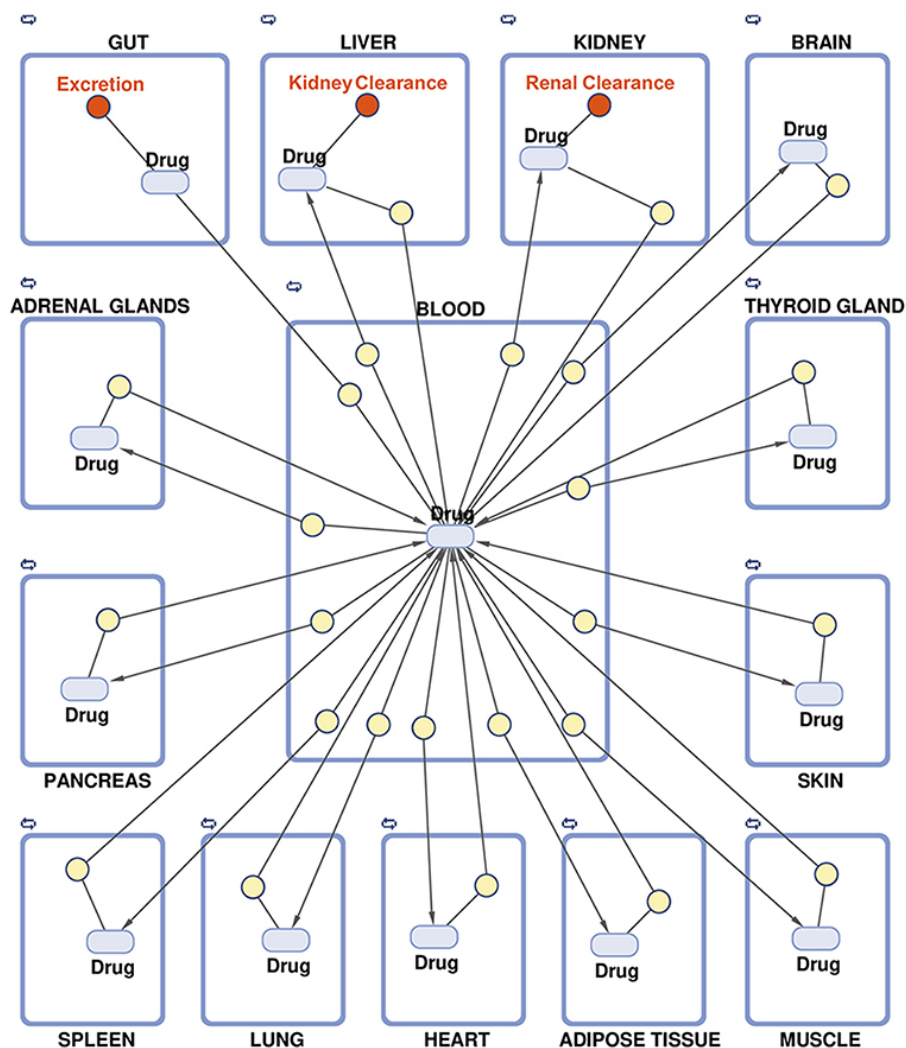 GUT
LIVER
KIDNEY
BRAIN
Excretion
Kidney Clearance
Renal Clearance
Drug
Drug
Drug
Drug
ADRENAL GLANDS
BLOOD
THYROID GLAND
Drug
Drug
Drug
Drug
Drug
PANCREAS
SKIN
Drug
Drug
Drug
Drug
Drug
SPLEEN
LUNG
HEART
ADIPOSE TISSUE
MUSCLE